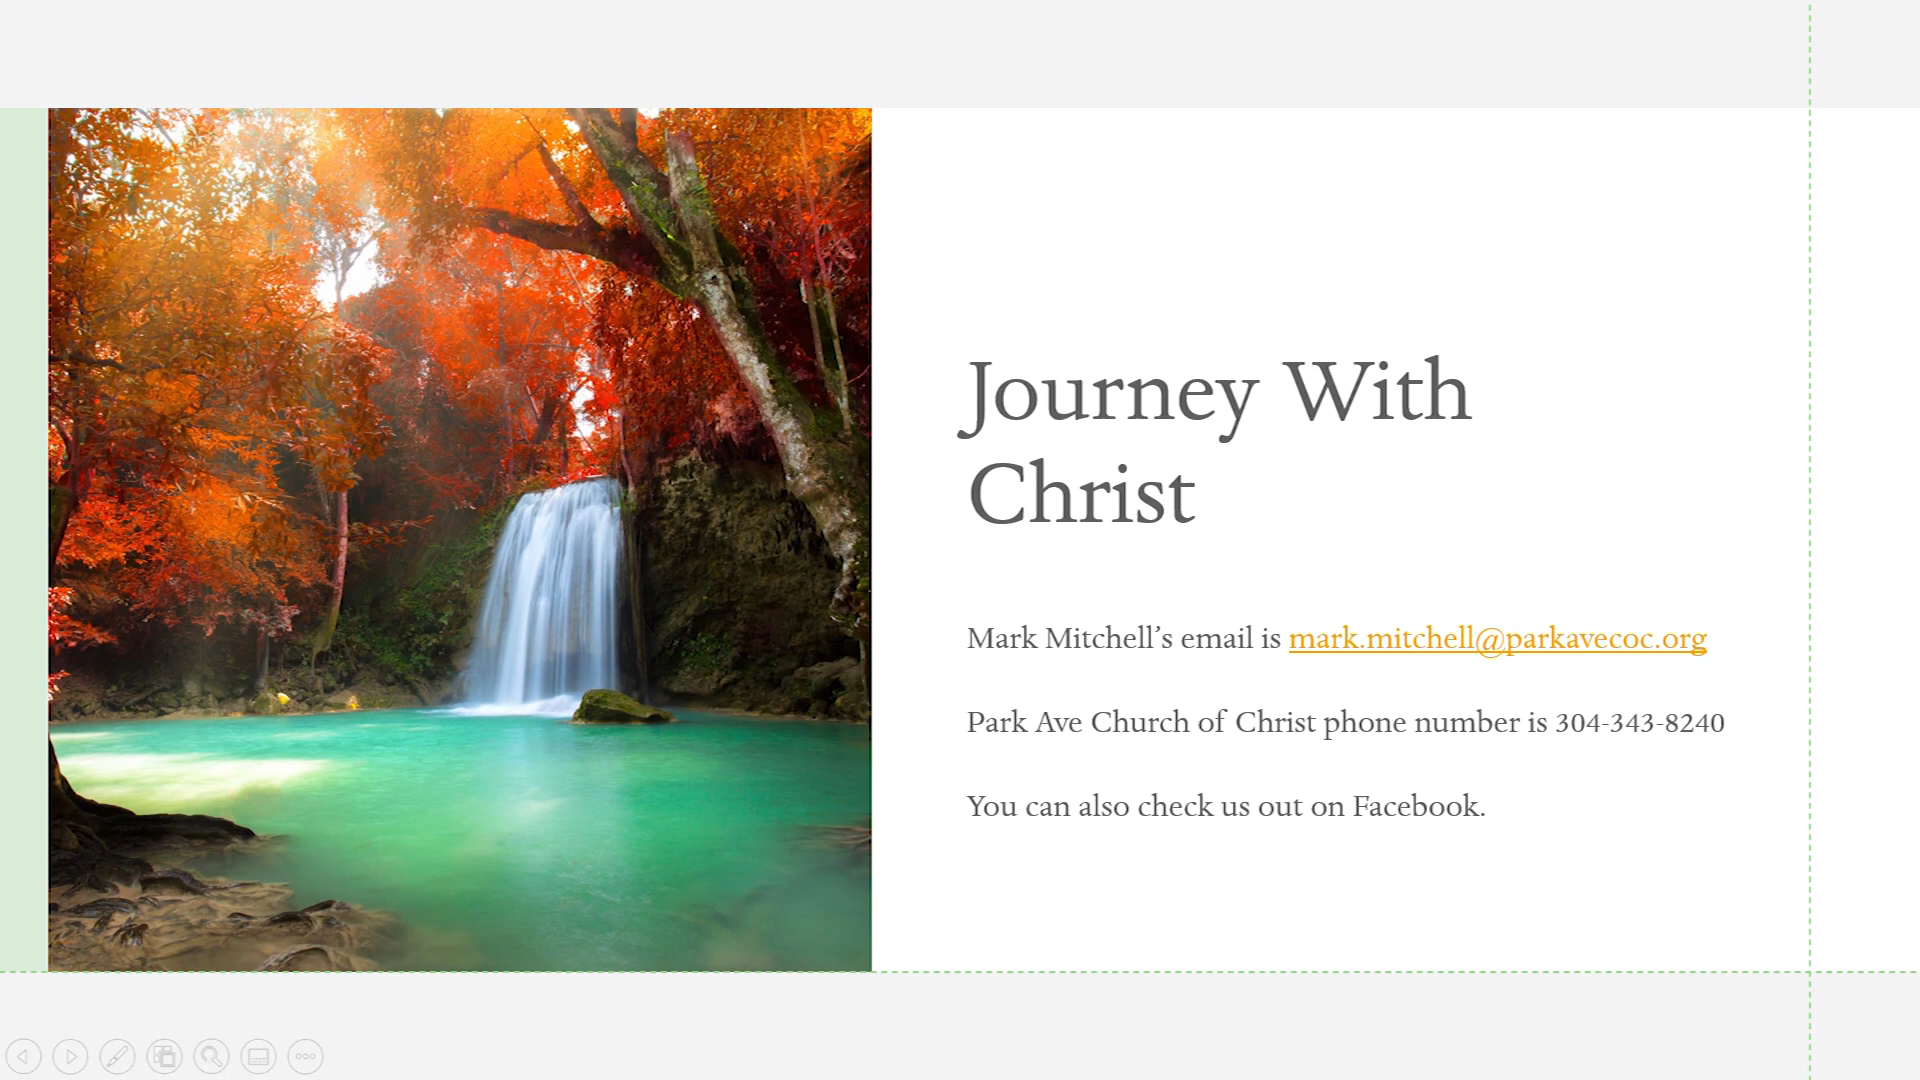 Journey With
Christ
Mark Mitchell’s email is mark.mitchell@parkavecoc.org
Park Ave Church of Christ phone number is 304-343-8240
You can also check us out on Facebook.